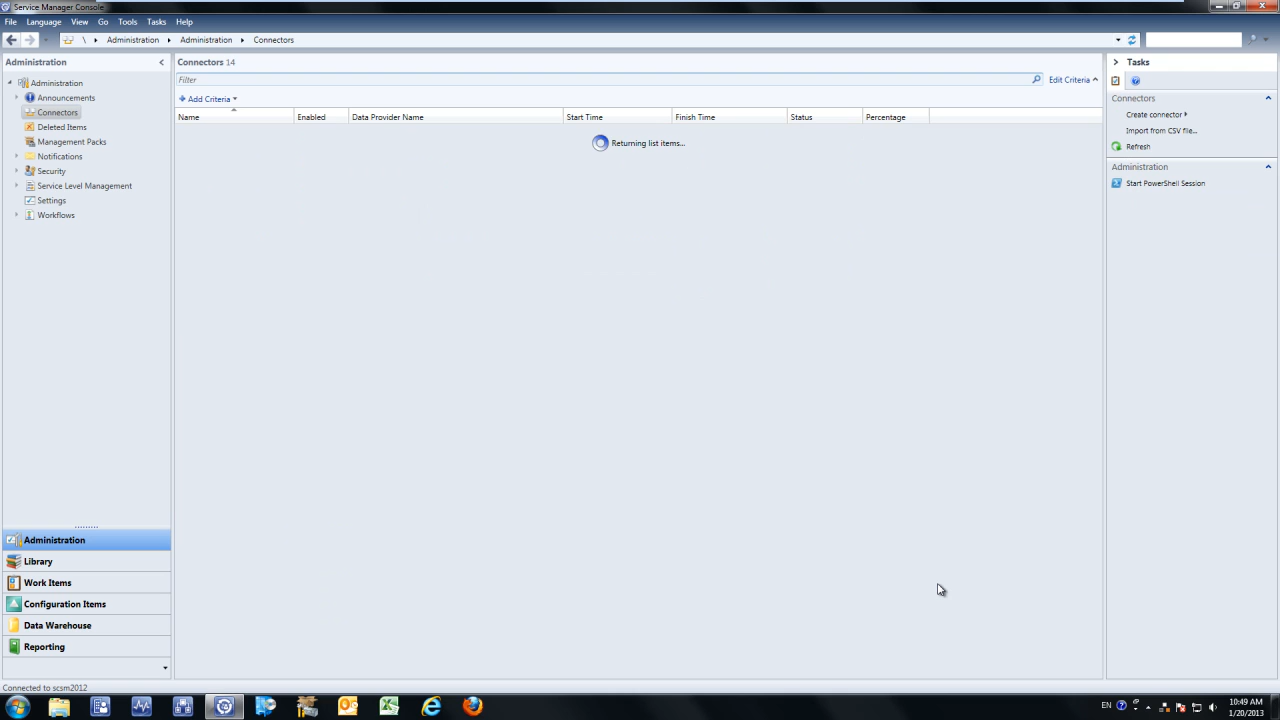 Service Manager Console
File Language View Go Tools Tasks Help
\ Administration Administration Connectors
Administration
Administration
Announcements
Connectors
Deleted Items
Management Packs
Notifications
Security
Service Level Management
Settings
Workflows
Administration
Library
Work Items
Configuration Items
Data Warehouse
Reporting
Connectors 14
Filter
Edit Criteria
Add Criteria
Name Enabled Data Provider Name Start Time Finish Time Status Percentage
Returning list items...
Tasks
Connectors
Create connector
Import from CSV file...
Refresh
Administration
Start PowerShell Session
Connected to scsm2012
EN
10:49 AM
1/20/2013